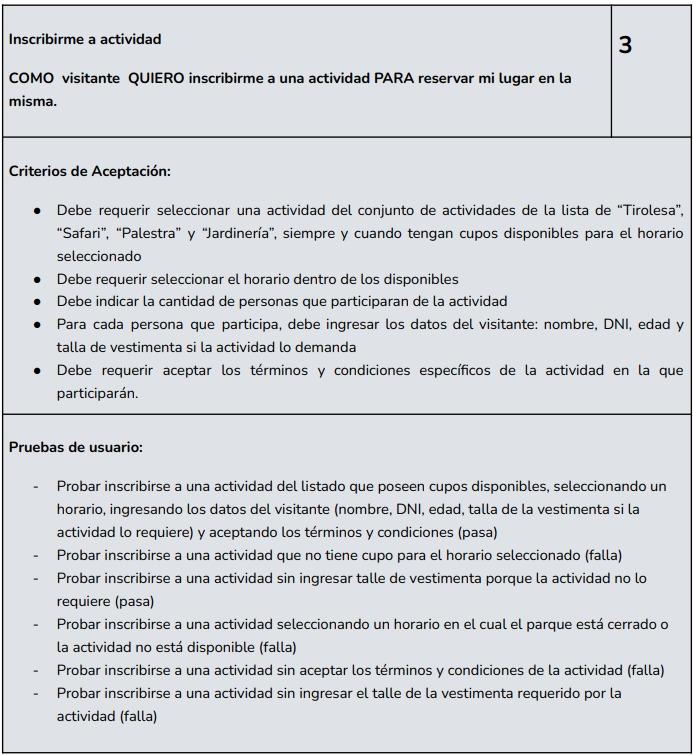 Inscribirme a actividad
3
COMO visitante QUIERO inscribirme a una actividad PARA reservar mi lugar en la
misma.
Criterios de Aceptación:
● Debe requerir seleccionar una actividad del conjunto de actividades de la lista de “Tirolesa”,
“Safari”, “Palestra” y “Jardinería”, siempre y cuando tengan cupos disponibles para el horario
seleccionado
● Debe requerir seleccionar el horario dentro de los disponibles
● Debe indicar la cantidad de personas que participaran de la actividad
● Para cada persona que participa, debe ingresar los datos del visitante: nombre, DNI, edad y
talla de vestimenta si la actividad lo demanda
● Debe requerir aceptar los términos y condiciones específicos de la actividad en la que
participarán.
Pruebas de usuario:
- Probar inscribirse a una actividad del listado que poseen cupos disponibles, seleccionando un
horario, ingresando los datos del visitante (nombre, DNI, edad, talla de la vestimenta si la
actividad lo requiere) y aceptando los términos y condiciones (pasa)
- Probar inscribirse a una actividad que no tiene cupo para el horario seleccionado (falla)
- Probar inscribirse a una actividad sin ingresar talle de vestimenta porque la actividad no lo
requiere (pasa)
- Probar inscribirse a una actividad seleccionando un horario en el cual el parque está cerrado o
la actividad no está disponible (falla)
- Probar inscribirse a una actividad sin aceptar los términos y condiciones de la actividad (falla)
- Probar inscribirse a una actividad sin ingresar el talle de la vestimenta requerido por la
actividad (falla)